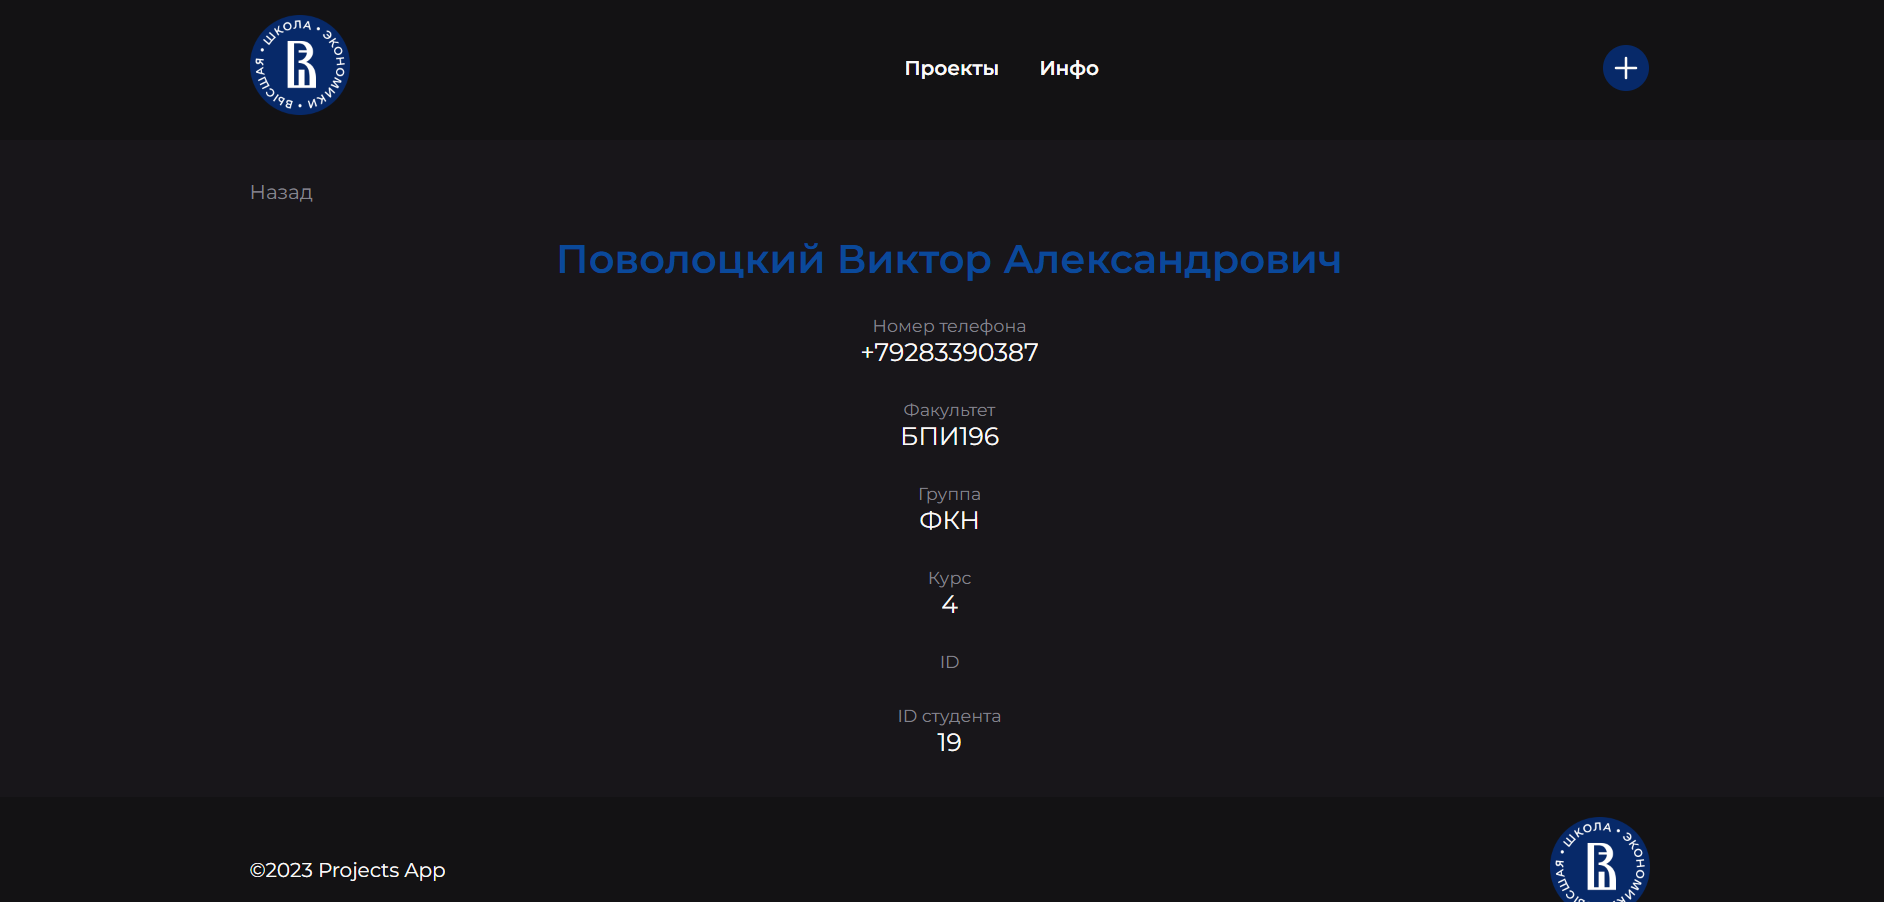 ВЫСШАЯ • ШКОЛА • ЭКОНОМИКИ •
Проекты Инфо
Назад
Поволоцкий Виктор Александрович
Номер телефона
+79283390387
Факультет
БПИ196
Группа
ФКН
Курс
4
ID
ID студента
19
©2023 Projects App
ВЫСШАЯ • ШКОЛА • ЭКОНОМИКИ